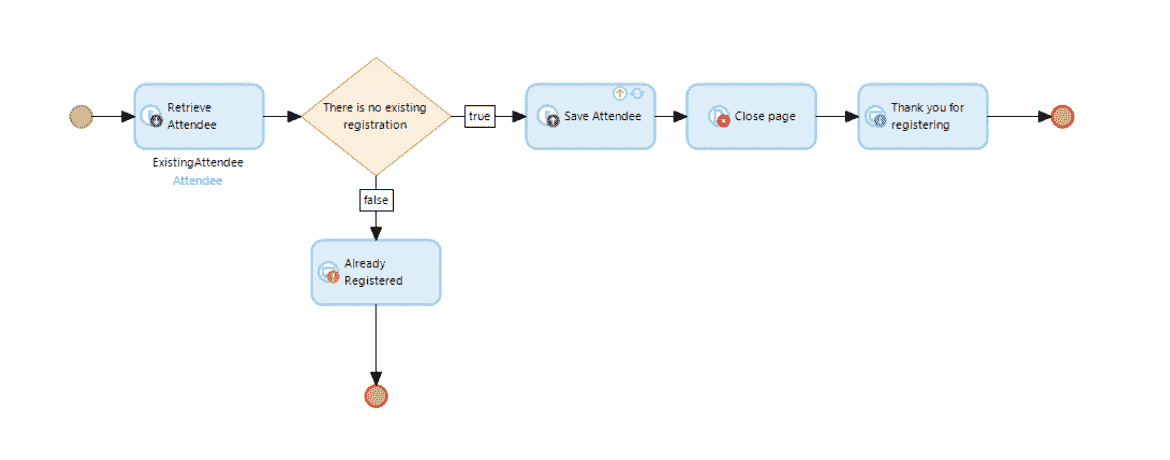 Retrieve
Attendee
ExistingAttendee
Attendee
There is no existing
registration
true
Save Attendee
Close page
Thank you for
registering
false
Already
Registered